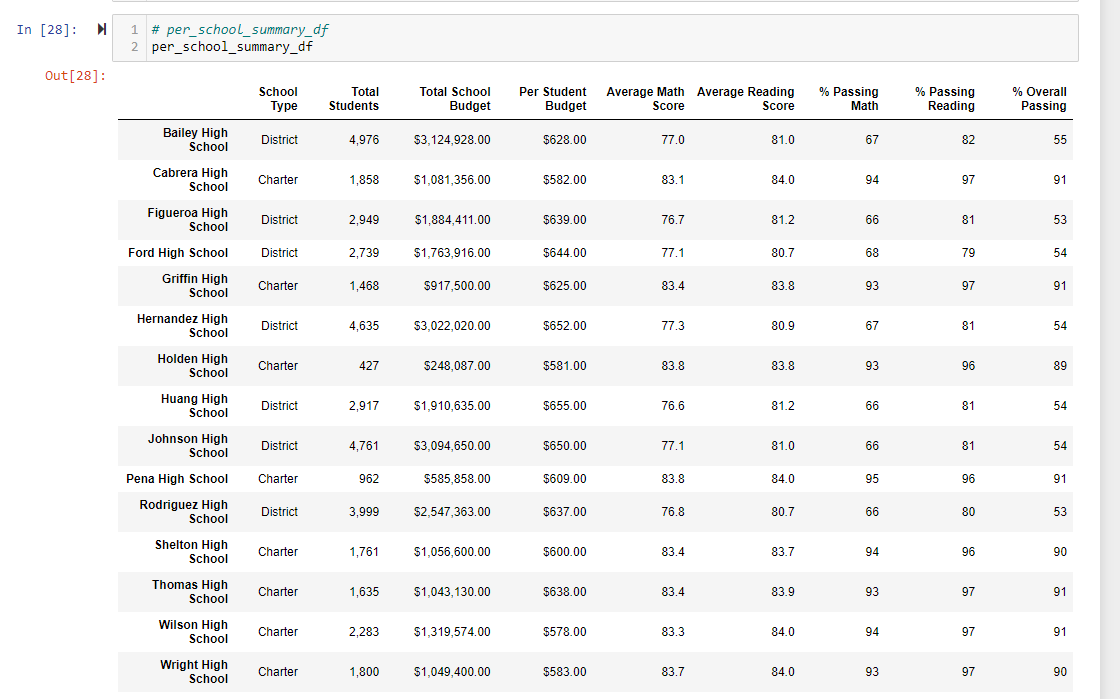 In [28]:
1 # per_school_summary_df
2 per_school_summary_df
Out[28]:
School Type Total Students Total School Budget Per Student Budget Average Math Score Average Reading Score % Passing Math % Passing Reading % Overall Passing
Bailey High School District 4,976 $3,124,928.00 $628.00 77.0 81.0 67 82 55
Cabrera High School Charter 1,858 $1,081,356.00 $582.00 83.1 84.0 94 97 91
Figueroa High School District 2,949 $1,884,411.00 $639.00 76.7 81.2 66 81 53
Ford High School District 2,739 $1,763,916.00 $644.00 77.1 80.7 68 79 54
Griffin High School Charter 1,468 $917,500.00 $625.00 83.4 83.8 93 97 91
Hernandez High School District 4,635 $3,022,020.00 $652.00 77.3 80.9 67 81 54
Holden High School Charter 427 $248,087.00 $581.00 83.8 83.8 93 96 89
Huang High School District 2,917 $1,910,635.00 $655.00 76.6 81.2 66 81 54
Johnson High School District 4,761 $3,094,650.00 $650.00 77.1 81.0 66 81 54
Pena High School Charter 962 $585,858.00 $609.00 83.8 84.0 95 96 91
Rodriguez High School District 3,999 $2,547,363.00 $637.00 76.8 80.7 66 80 53
Shelton High School Charter 1,761 $1,056,600.00 $600.00 83.4 83.7 94 96 90
Thomas High School Charter 1,635 $1,043,130.00 $638.00 83.4 83.9 93 97 91
Wilson High School Charter 2,283 $1,319,574.00 $578.00 83.3 84.0 94 97 91
Wright High School Charter 1,800 $1,049,400.00 $583.00 83.7 84.0 93 97 90